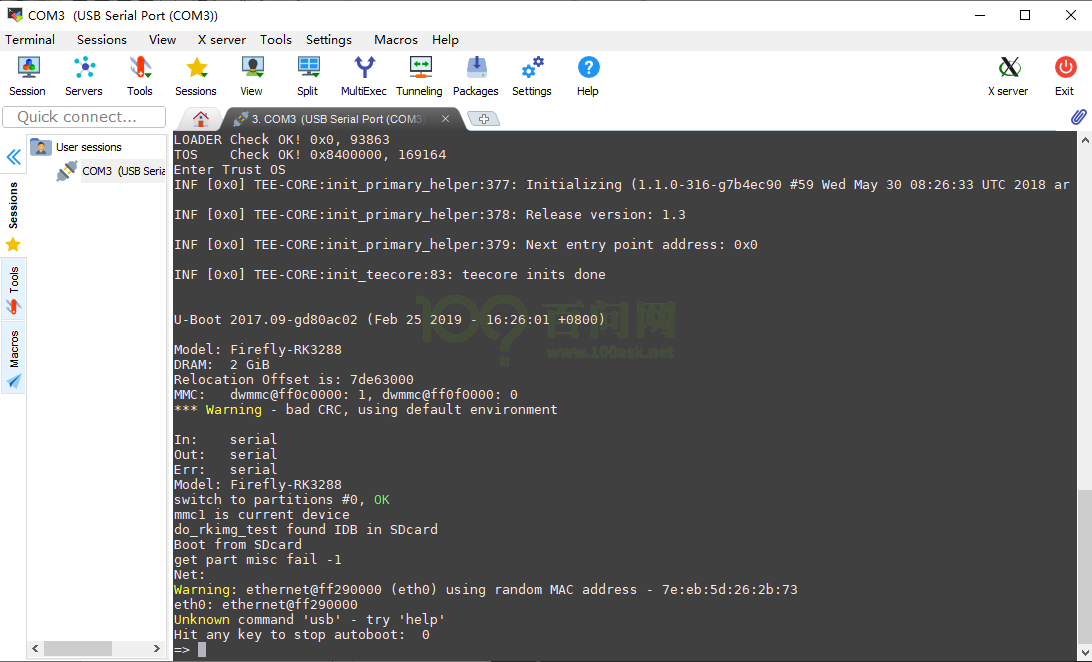 COM3 (USB Serial Port (COM3))
Terminal Sessions View X server Tools Settings Macros Help
Session Servers Tools Sessions View Split MultiExec Tunneling Packages Settings Help X server Exit
Quick connect...
3. COM3 (USB Serial Port (COM3
User sessions
COM3 (USB Seria
Sessions
Tools
Macros
LOADER Check OK! 0x0, 93863
TOS Check OK! 0x8400000, 169164
Enter Trust OS
INF [0x0] TEE-CORE:init_primary_helper:377: Initializing (1.1.0-316-g7b4ec90 #59 Wed May 30 08:26:33 UTC 2018 ar
INF [0x0] TEE-CORE:init_primary_helper:378: Release version: 1.3
INF [0x0] TEE-CORE:init_primary_helper:379: Next entry point address: 0x0
INF [0x0] TEE-CORE:init_teecore:83: teecore inits done
100 百问网
www.100ask.net
U-Boot 2017.09-gd80ac02 (Feb 25 2019 - 16:26:01 +0800)
Model: Firefly-RK3288
DRAM: 2 GiB
Relocation Offset is: 7de63000
MMC: dwmmc@ff0c0000: 1, dwmmc@ff0f0000: 0
*** Warning - bad CRC, using default environment
In: serial
Out: serial
Err: serial
Model: Firefly-RK3288
switch to partitions #0, OK
mmc1 is current device
do_rkimg_test found IDB in SDcard
Boot from SDcard
get part misc fail -1
Net:
Warning: ethernet@ff290000 (eth0) using random MAC address - 7e:eb:5d:26:2b:73
eth0: ethernet@ff290000
Unknown command 'usb' - try 'help'
Hit any key to stop autoboot: 0
=>